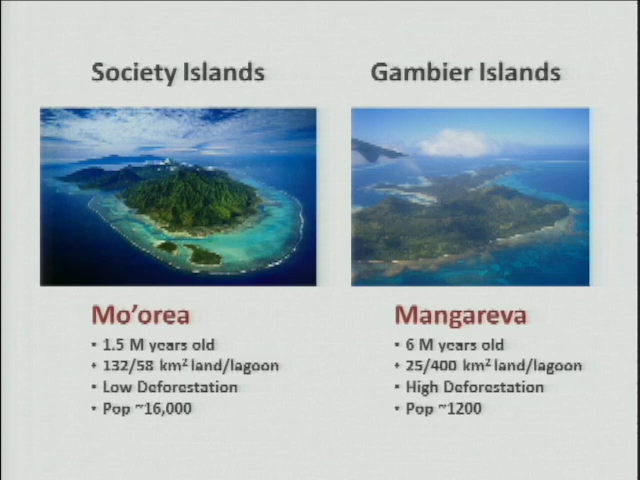 Society Islands
Gambier Islands
Mo’orea
• 1.5 M years old
• 132/58 km² land/lagoon
• Low Deforestation
• Pop ~16,000
Mangareva
• 6 M years old
• 25/400 km² land/lagoon
• High Deforestation
• Pop ~1200